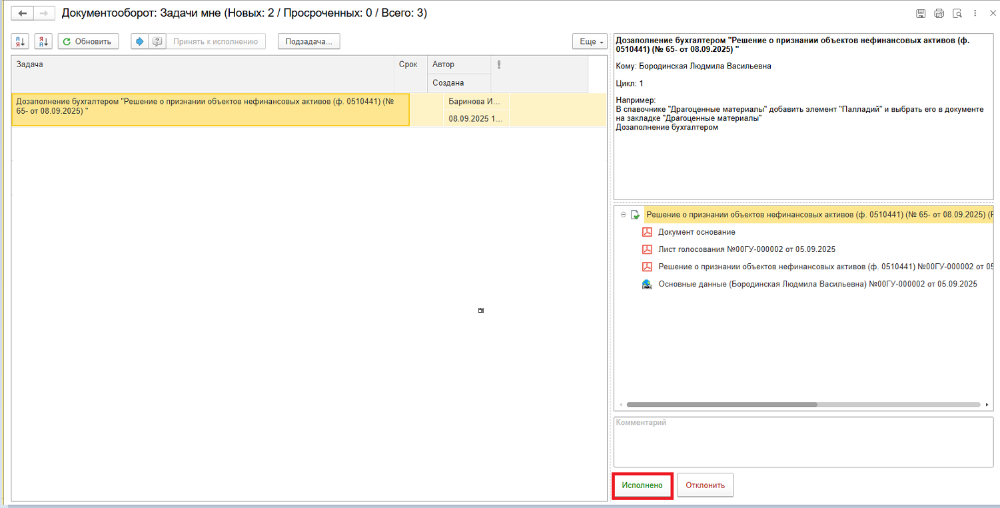 Документооборот: Задачи мне (Новых: 2 / Просроченных: 0 / Всего: 3)
Обновить
Принять к исполнению
Подзадача...
Еще
Задача
Срок
Автор
Создана
Дозаполнение бухгалтером "Решение о признании объектов нефинансовых активов (ф. 0510441) (№
65- от 08.09.2025) "
Баринова И...
08.09.2025 1...
Дозаполнение бухгалтером "Решение о признании объектов нефинансовых активов (ф.
0510441) (№ 65- от 08.09.2025) "
Кому: Бородинская Людмила Васильевна
Цикл: 1
Например:
В спавочнике "Драгоценные материалы" добавить элемент "Палладий" и выбрать его в документе
на закладке "Драгоценные материалы"
Дозаполнение бухгалтером
Решение о признании объектов нефинансовых активов (ф. 0510441) (№ 65- от 08.09.2025) (
Документ основание
Лист голосования №00ГУ-000002 от 05.09.2025
Решение о признании объектов нефинансовых активов (ф. 0510441) №00ГУ-000002 от 05
Основные данные (Бородинская Людмила Васильевна) №00ГУ-000002 от 05.09.2025
Комментарий
Исполнено
Отклонить